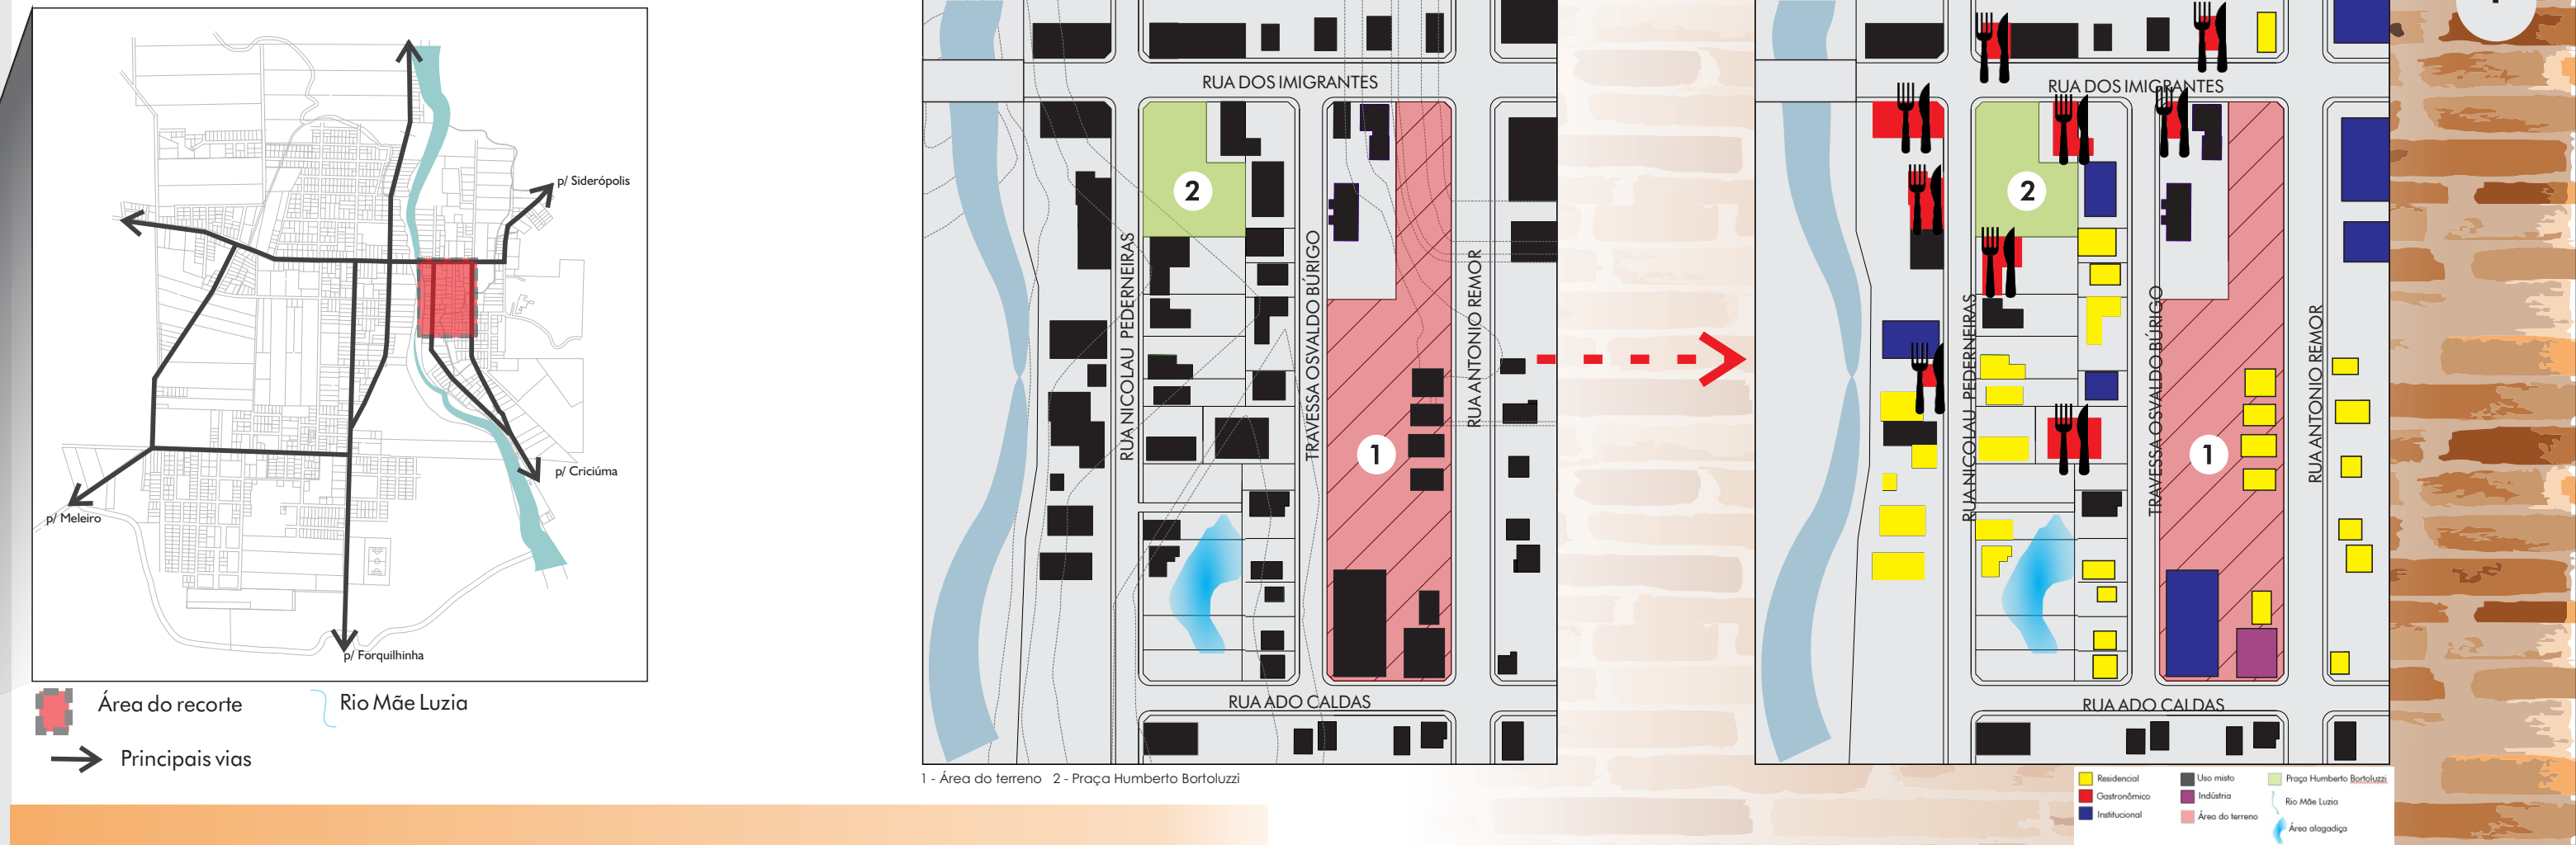 p/ Siderópolis
p/ Criciúma
p/ Meleiro
p/ Forquilhinha
Área do recorte
Rio Mãe Luzia
Principais vias
RUA DOS IMIGRANTES
2
RUA NICOLAU PEDERNEIRAS
TRAVESSA OSVALDO BÚRIGO
RUA ANTONIO REMOR
1
RUA ADO CALDAS
1 - Área do terreno 2 - Praça Humberto Bortoluzzi
RUA DOS IMIGRANTES
2
RUA NICOLAU PEDERNEIRAS
TRAVESSA OSVALDO BÚRIGO
RUA ANTONIO REMOR
1
RUA ADO CALDAS
Residencial
Gastronômico
Institucional
Uso misto
Indústria
Área do terreno
Praça Humberto Bortoluzzi
Rio Mãe Luzia
Área alagadiça